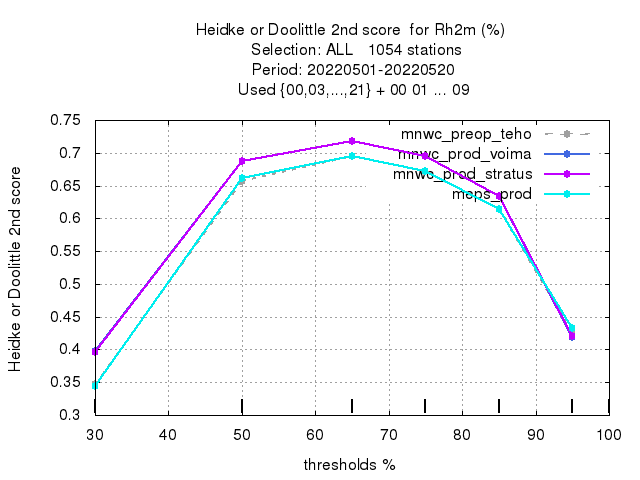 Heidke or Doolittle 2nd score  for Rh2m (%)
Selection: ALL   1054 stations
Period: 20220501-20220520
Used {00,03,...,21} + 00 01 ... 09
0.75
0.7
0.65
0.6
0.55
0.5
0.45
0.4
0.35
0.3
Heidke or Doolittle 2nd score
mnwc_preop_teho
mnwc_prod_voima
mnwc_prod_stratus
meps_prod
30 40 50 60 70 80 90 100
thresholds %